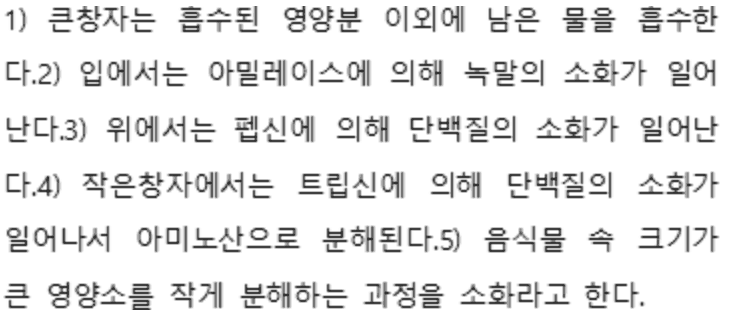 1) 큰창자는 흡수된 영양분 이외에 남은 물을 흡수한
다.2) 입에서는 아밀레이스에 의해 녹말의 소화가 일어
난다.3) 위에서는 펩신에 의해 단백질의 소화가 일어난
다.4) 작은창자에서는 트립신에 의해 단백질의 소화가
일어나서 아미노산으로 분해된다.5) 음식물 속 크기가
큰 영양소를 작게 분해하는 과정을 소화라고 한다.